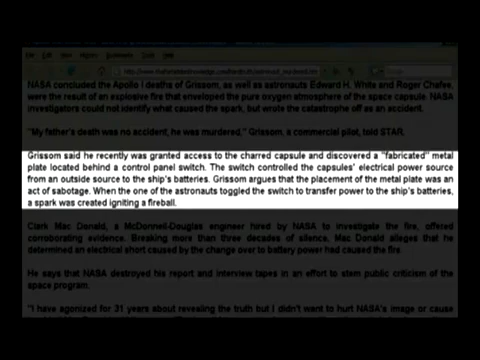 NASA concluded the Apollo I deaths of Grissom, as well as astronauts Edward H. White and Roger Chafee,
were the result of an explosive fire that enveloped the pure oxygen atmosphere of the space capsule. NASA
investigators could not identify what caused the spark, but wrote the catastrophe off as an accident.
"My father's death was no accident, he was murdered," Grissom, a commercial pilot, told STAR.
Grissom said he recently was granted access to the charred capsule and discovered a "fabricated" metal
plate located behind a control panel switch. The switch controlled the capsules' electrical power source
from an outside source to the ship's batteries. Grissom argues that the placement of the metal plate was an
act of sabotage. When the one of the astronauts toggled the switch to transfer power to the ship's batteries,
a spark was created igniting a fireball.
Clark Mac Donald, a McDonnell-Douglas engineer hired by NASA to investigate the fire, offered
corroborating evidence. Breaking more than three decades of silence, Mac Donald alleges that he
determined an electrical short caused by the change over to battery power had caused the fire.
He says that NASA destroyed his report and interview tapes in an effort to stem public criticism of the
space program.
"I have agonized for 31 years about revealing the truth but I didn't want to hurt NASA's image or cause